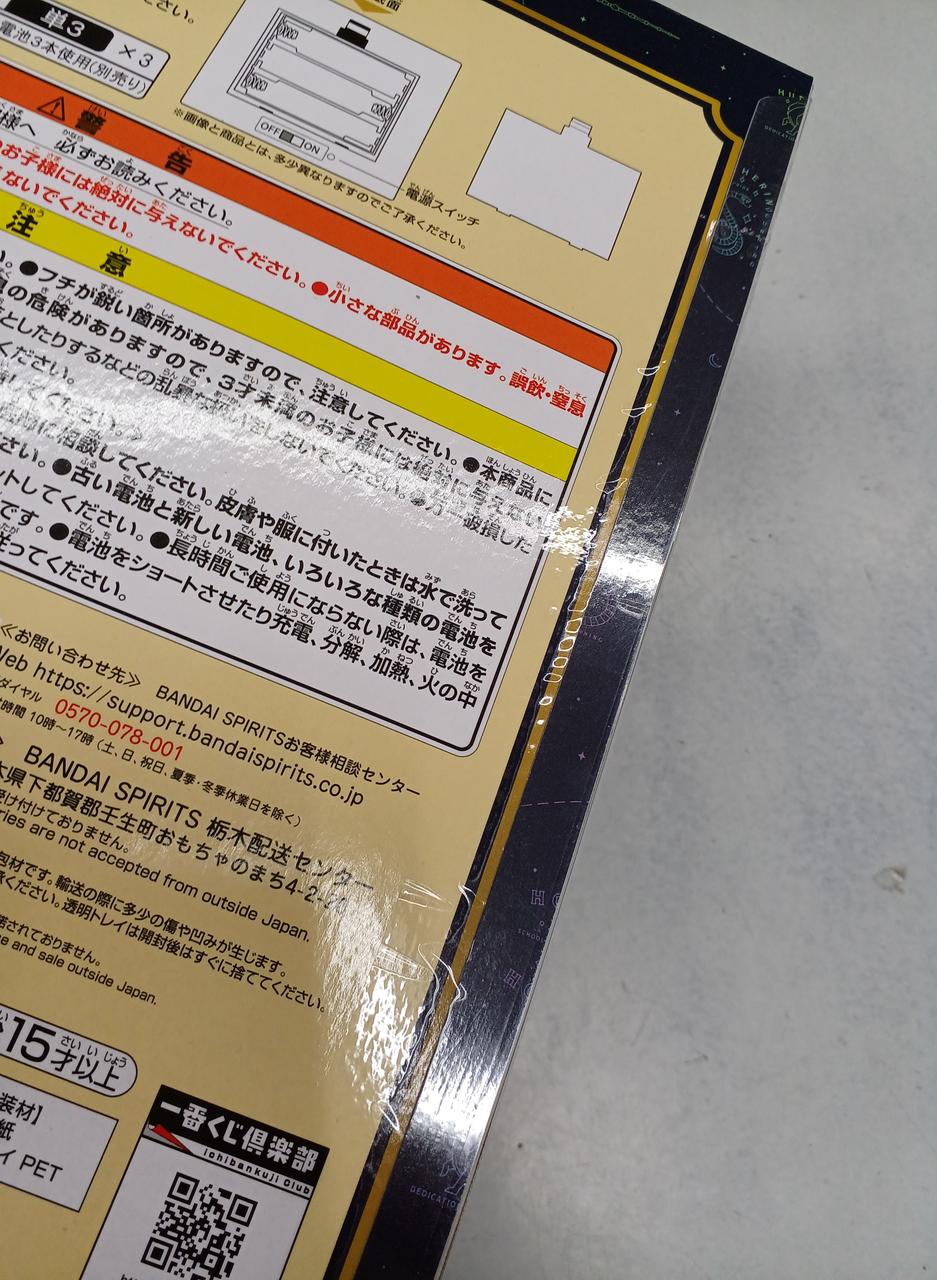 ださい。
底面
単3 ×3
電池3本使用(別売り)
OFF ON
電源スイッチ
※画像と商品とは、多少異なりますのでご了承ください。
⚠警告
様へ 必ずお読みください。
●小さな部品があります。誤飲・窒息
のお子様には絶対に与えないでください。
ないでください。
注意
い。●フチが鋭い箇所がありますので、注意してください。●本商品に
の危険がありますので、3才未満のお子様には絶対に与えない
としたりするなどの乱暴な扱いをしないでください。●万一破損した
ください。
に相談してください。皮膚や服に付いたときは水で洗って
さい。●古い電池と新しい電池、いろいろな種類の電池を
ットしてください。●長時間ご使用にならない際は、電池を
です。●電池をショートさせたり充電、分解、加熱、火の中
従ってください。
≪お問い合わせ先≫ BANDAI SPIRITSお客様相談センター
Web https://support.bandaispirits.co.jp
ダイヤル 0570-078-001
時間 10時〜17時(土、日、祝日、夏季・冬季休業日を除く)
BANDAI SPIRITS 栃木配送センター
木県下都賀郡壬生町おもちゃのまち4-2-
受け付けておりません。
ries are not accepted from outside Japan.
包材です。輸送の際に多少の傷や凹みが生じます。
承ください。透明トレイは開封後はすぐに捨ててください。
諾されておりません。
ce and sale outside Japan.
15才以上
装材】
紙
イ PET
一番くじ倶楽部
ichibankuji Club